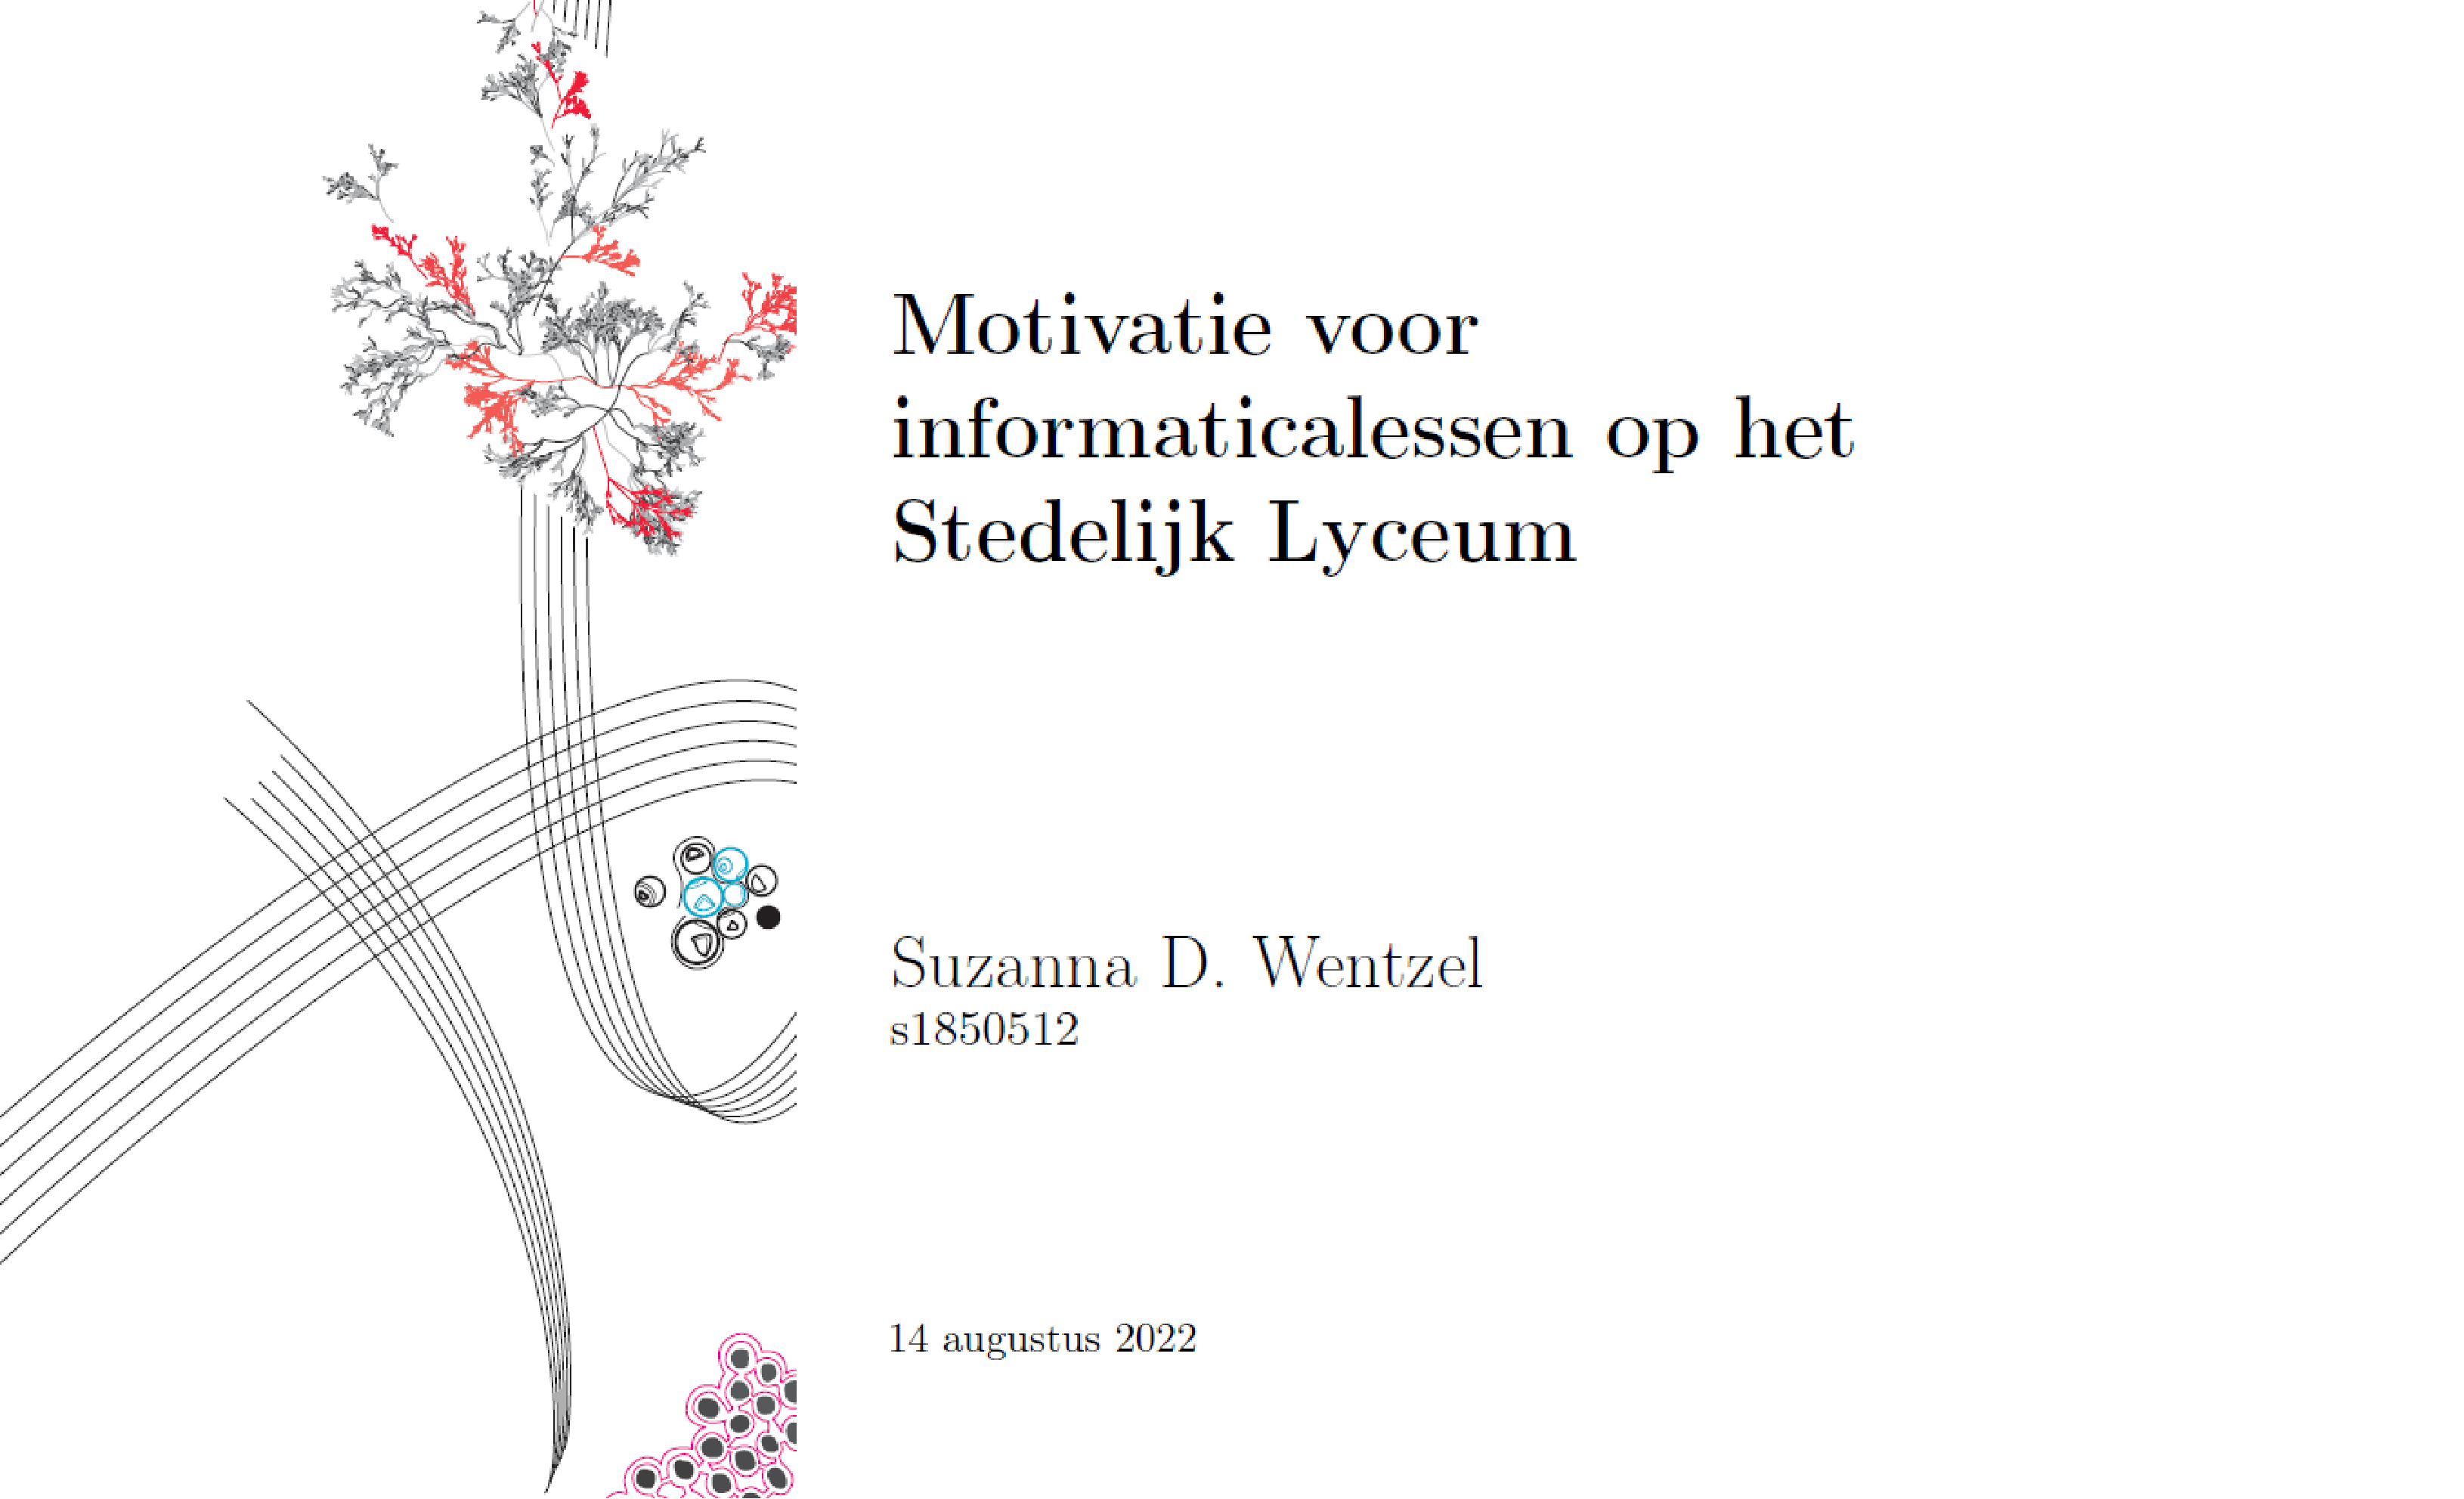 Motivatie voor
informaticalessen op het
Stedelijk Lyceum
Suzanna D. Wentzel
s1850512
14 augustus 2022